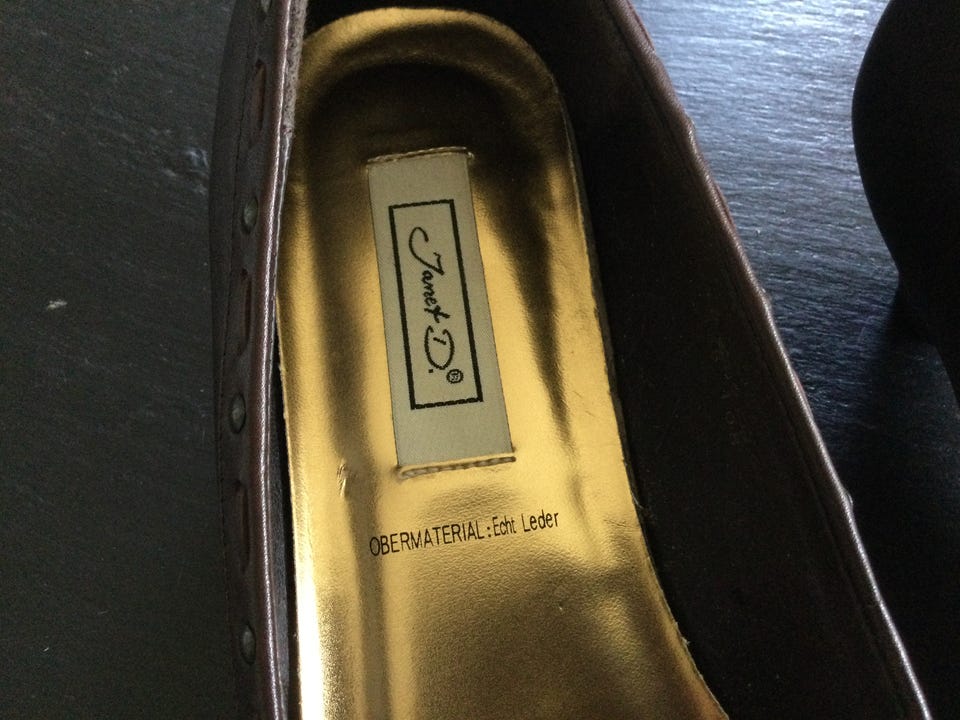 Janet D.®
OBERMATERIAL:Echt Leder